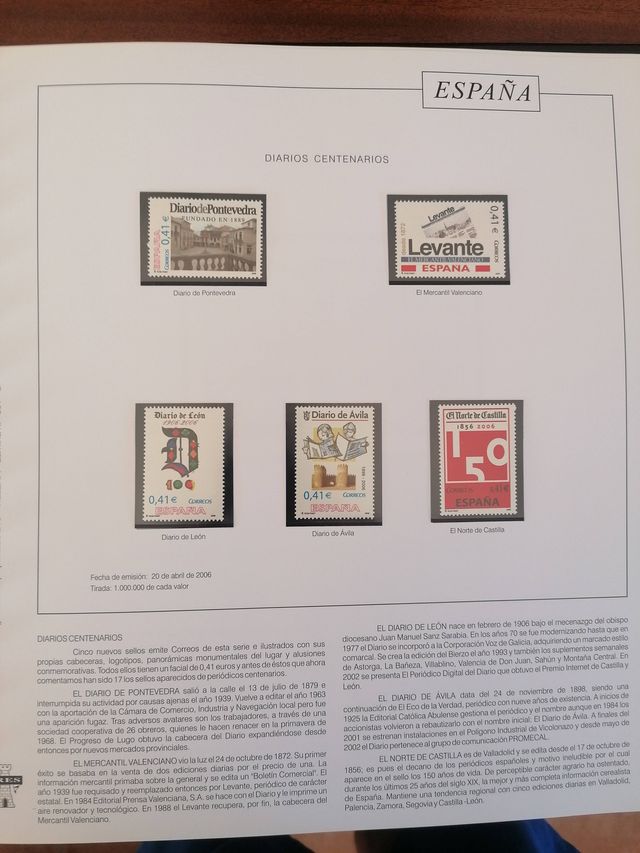 ESPAÑA
DIARIOS CENTENARIOS
DiariodePontevedra
FUNDADO EN 1889
ESPAÑA
CORREOS 0,41 €
Diario de Pontevedra
Levante
desde 1872
0,41 €
CORREOS
Levante
EL MERCANTIL VALENCIANO
ESPAÑA
El Mercantil Valenciano
Diario de León
1906-2006
D
100
0,41 €
CORREOS
ESPAÑA
Diario de León
Diario de Ávila
1898 - 2006
0,41 €
CORREOS
ESPAÑA
Diario de Ávila
El Norte de Castilla
1856 2006
150
CORREOS 0,41 €
ESPAÑA
El Norte de Castilla
Fecha de emisión: 20 de abril de 2006
Tirada: 1.000.000 de cada valor
DIARIOS CENTENARIOS
Cinco nuevos sellos emite Correos de esta serie e ilustrados con sus
propias cabeceras, logotipos, panorámicas monumentales del lugar y alusiones
conmemorativas. Todos ellos tienen un facial de 0,41 euros y antes de éstos que ahora
comentamos han sido 17 los sellos aparecidos de periódicos centenarios.
EL DIARIO DE PONTEVEDRA salió a la calle el 13 de julio de 1879 e
interrumpida su actividad por causas ajenas el año 1939. Vuelve a editar el año 1963
con la aportación de la Cámara de Comercio, Industria y Navegación local pero fue
una aparición fugaz. Tras adversos avatares son los trabajadores, a través de una
sociedad cooperativa de 26 obreros, quienes le hacen renacer en la primavera de
1968. El Progreso de Lugo obtuvo la cabecera del Diario expandiéndose desde
entonces por nuevos mercados provinciales.
EL MERCANTIL VALENCIANO vio la luz el 24 de octubre de 1872. Su primer
éxito se basaba en la venta de dos ediciones diarias por el precio de una. La
información mercantil primaba sobre la general y se edita un "Boletín Comercial". El
año 1939 fue requisado y reemplazado entonces por Levante, periódico de carácter
estatal. En 1984 Editorial Prensa Valenciana, S.A. se hace con el Diario y le imprime un
aire renovador y tecnológico. En 1988 el Levante recupera, por fin, la cabecera del
Mercantil Valenciano.
EL DIARIO DE LEÓN nace en febrero de 1906 bajo el mecenazgo del obispo
diocesano Juan Manuel Sanz Sarabia. En los años 70 se fue modernizando hasta que en
1977 el Diario se incorporó a la Corporación Voz de Galicia, adquiriendo un marcado estilo
comarcal. Se crea la edición del Bierzo el año 1993 y también los suplementos semanales
de Astorga, La Bañeza, Villablino, Valencia de Don Juan, Sahún y Montaña Central. En
2002 se presenta El Periódico Digital del Diario que obtuvo el Premio Internet de Castilla y
León.
EL DIARIO DE ÁVILA data del 24 de noviembre de 1898, siendo una
continuación de El Eco de la Verdad, periódico con nueve años de existencia. A inicios de
1925 la Editorial Católica Abulense gestiona el periódico y el nombre aunque en 1984 los
accionistas volvieron a rebautizarlo con el nombre inicial: El Diario de Ávila. A finales del
2001 se estrenan instalaciones en el Polígono Industrial de Vicolozano y desde mayo de
2002 el Diario pertenece al grupo de comunicación PROMECAL.
EL NORTE DE CASTILLA es de Valladolid y se edita desde el 17 de octubre de
1856; es pues el decano de los periódicos españoles y motivo ineludible por el cual
aparece en el sello los 150 años de vida. De perceptible carácter agrario ha ostentado,
durante los últimos 25 años del siglo XIX, la mejor y más completa información cerealista
de España. Mantiene una tendencia regional con cinco ediciones diarias en Valladolid,
Palencia, Zamora, Segovia y Castilla -León.